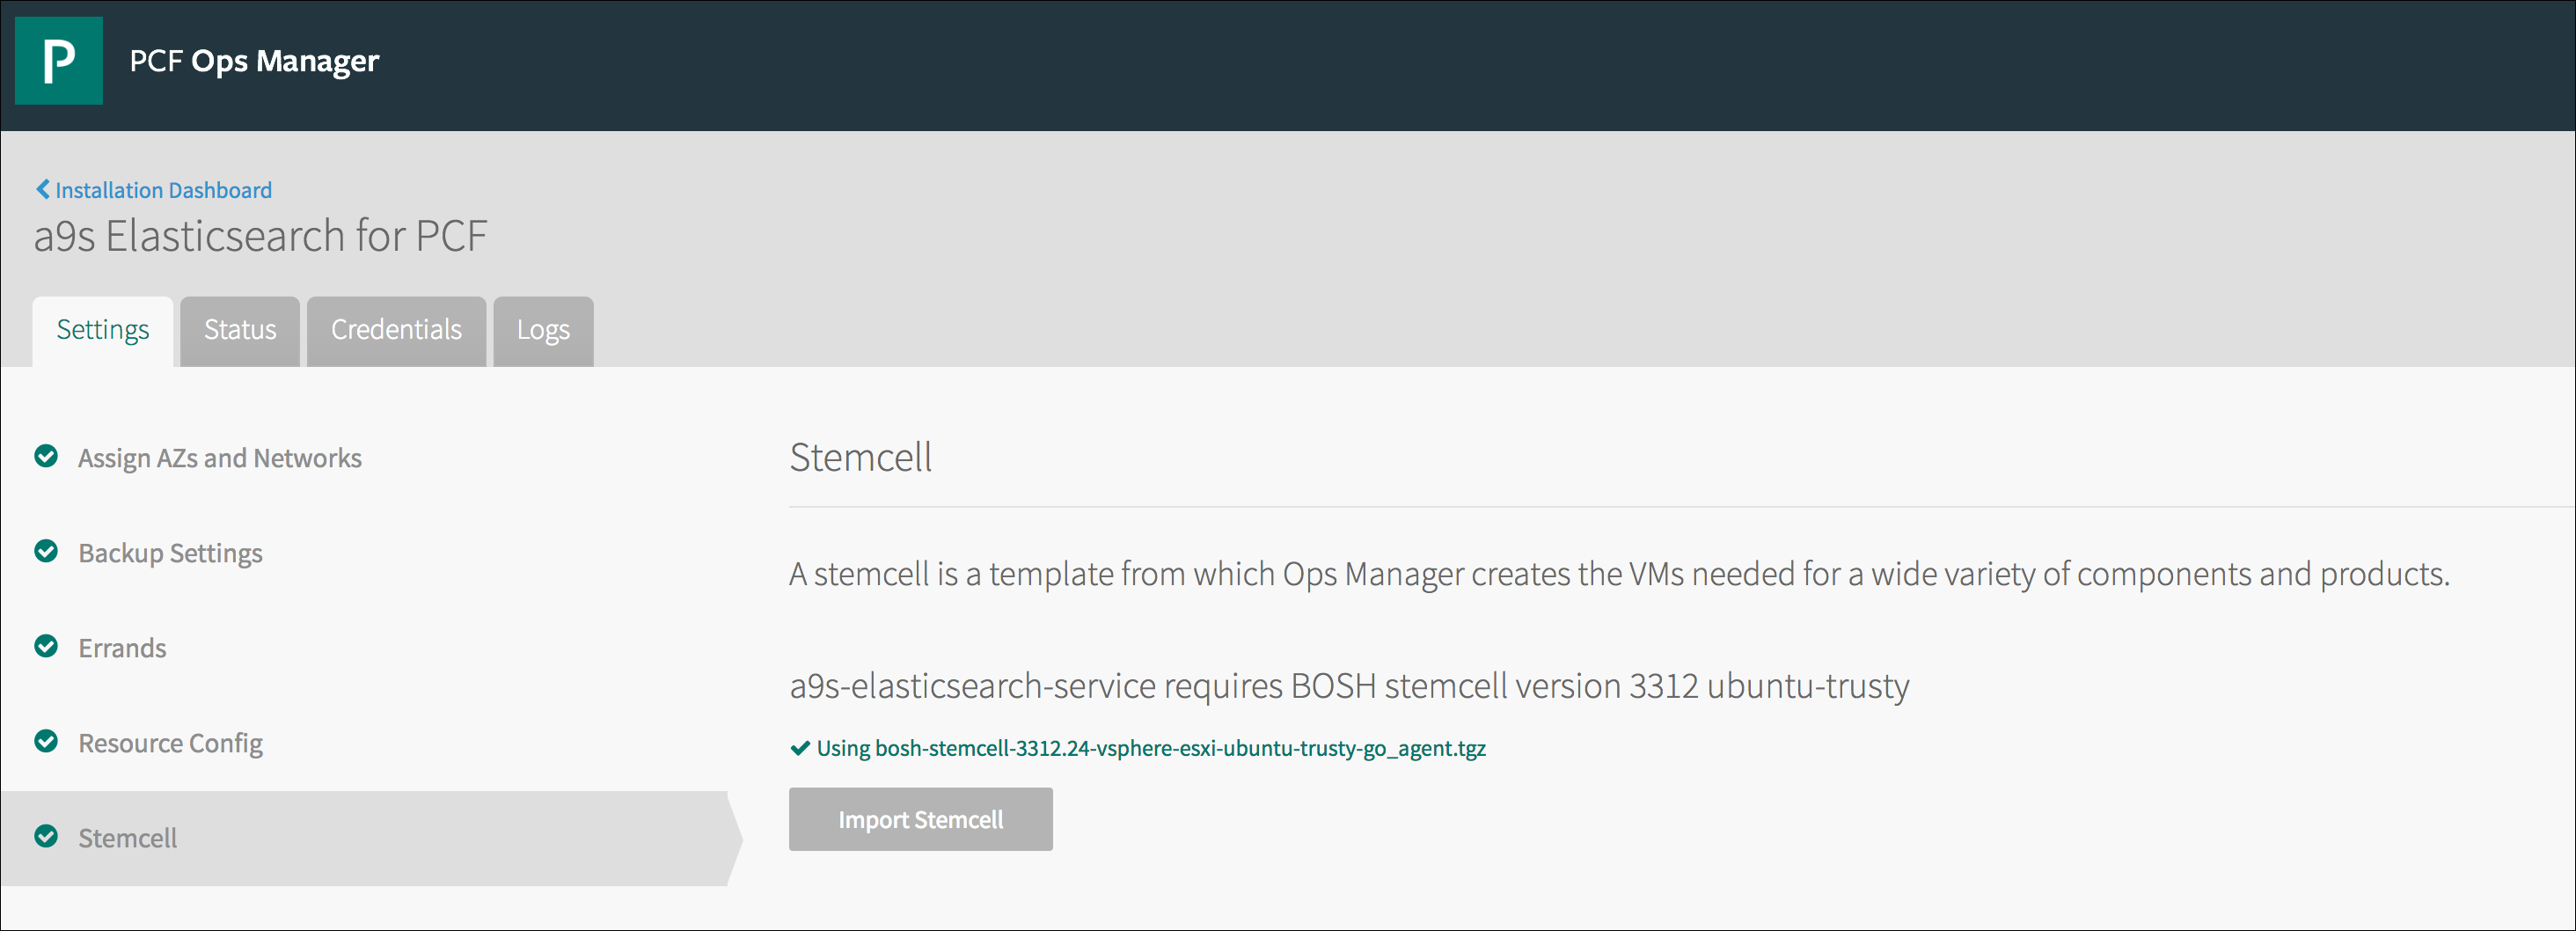 P
PCF Ops Manager
Installation Dashboard
a9s Elasticsearch for PCF
Settings
Status
Credentials
Logs
Assign AZs and Networks
Backup Settings
Errands
Resource Config
Stemcell
Stemcell
A stemcell is a template from which Ops Manager creates the VMs needed for a wide variety of components and products.
a9s-elasticsearch-service requires BOSH stemcell version 3312 ubuntu-trusty
Using bosh-stemcell-3312.24-vsphere-esxi-ubuntu-trusty-go_agent.tgz
Import Stemcell